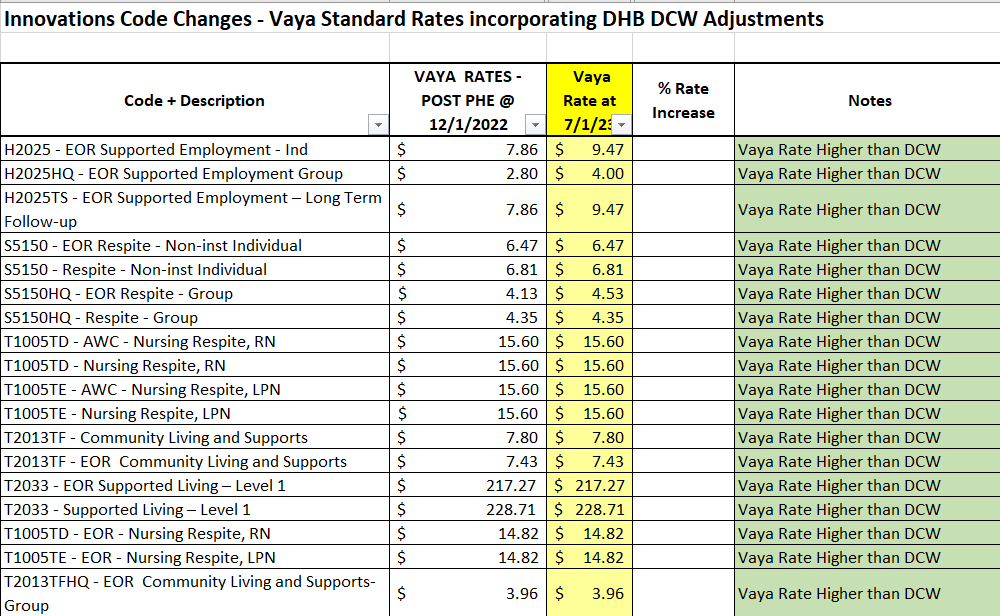 Innovations Code Changes - Vaya Standard Rates incorporating DHB DCW Adjustments
Code + Description
VAYA RATES -
POST PHE @
12/1/2022
Vaya
Rate at
7/1/23
% Rate
Increase
Notes
H2025 - EOR Supported Employment - Ind $ 7.86 $ 9.47 Vaya Rate Higher than DCW
H2025HQ - EOR Supported Employment Group $ 2.80 $ 4.00 Vaya Rate Higher than DCW
H2025TS - EOR Supported Employment – Long Term
Follow-up $ 7.86 $ 9.47 Vaya Rate Higher than DCW
S5150 - EOR Respite - Non-inst Individual $ 6.47 $ 6.47 Vaya Rate Higher than DCW
S5150 - Respite - Non-inst Individual $ 6.81 $ 6.81 Vaya Rate Higher than DCW
S5150HQ - EOR Respite - Group $ 4.13 $ 4.53 Vaya Rate Higher than DCW
S5150HQ - Respite - Group $ 4.35 $ 4.35 Vaya Rate Higher than DCW
T1005TD - AWC - Nursing Respite, RN $ 15.60 $ 15.60 Vaya Rate Higher than DCW
T1005TD - Nursing Respite, RN $ 15.60 $ 15.60 Vaya Rate Higher than DCW
T1005TE - AWC - Nursing Respite, LPN $ 15.60 $ 15.60 Vaya Rate Higher than DCW
T1005TE - Nursing Respite, LPN $ 15.60 $ 15.60 Vaya Rate Higher than DCW
T2013TF - Community Living and Supports $ 7.80 $ 7.80 Vaya Rate Higher than DCW
T2013TF - EOR Community Living and Supports $ 7.43 $ 7.43 Vaya Rate Higher than DCW
T2033 - EOR Supported Living – Level 1 $ 217.27 $ 217.27 Vaya Rate Higher than DCW
T2033 - Supported Living – Level 1 $ 228.71 $ 228.71 Vaya Rate Higher than DCW
T1005TD - EOR - Nursing Respite, RN $ 14.82 $ 14.82 Vaya Rate Higher than DCW
T1005TE - EOR - Nursing Respite, LPN $ 14.82 $ 14.82 Vaya Rate Higher than DCW
T2013TFHQ - EOR Community Living and Supports-
Group $ 3.96 $ 3.96 Vaya Rate Higher than DCW